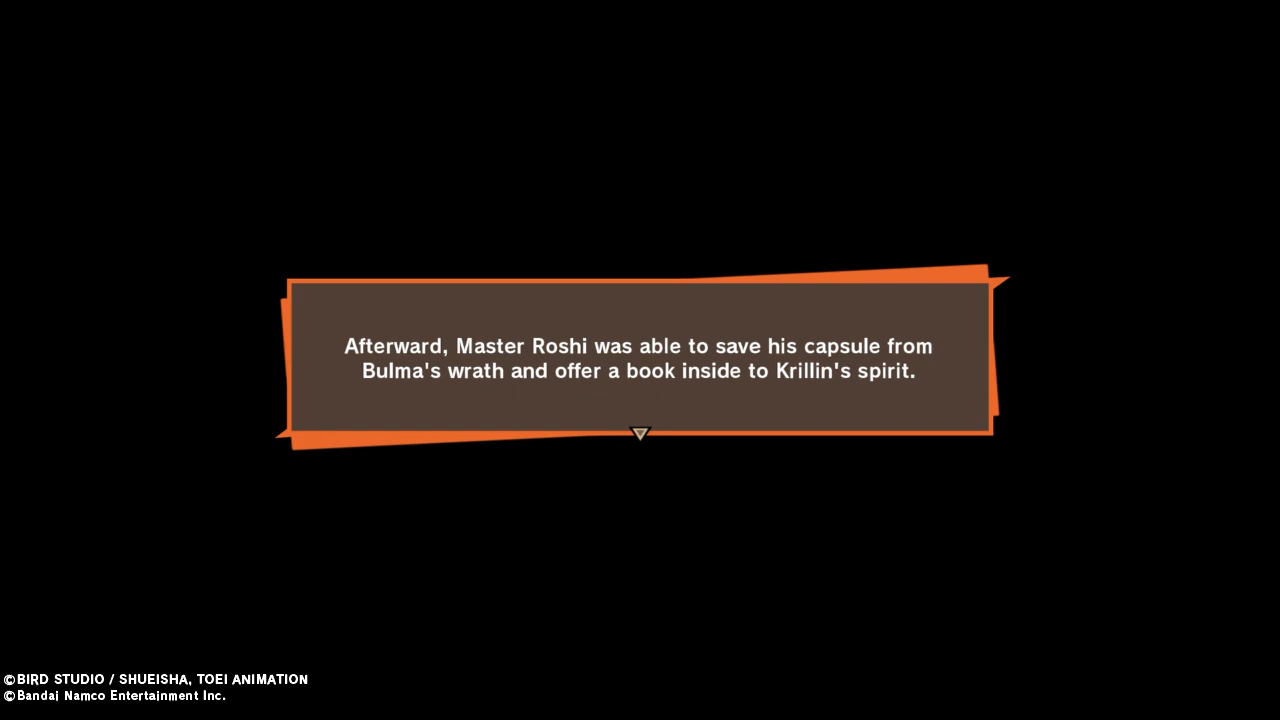 Afterward, Master Roshi was able to save his capsule from
Bulma's wrath and offer a book inside to Krillin's spirit.
©BIRD STUDIO / SHUEISHA, TOEI ANIMATION
©Bandai Namco Entertainment Inc.